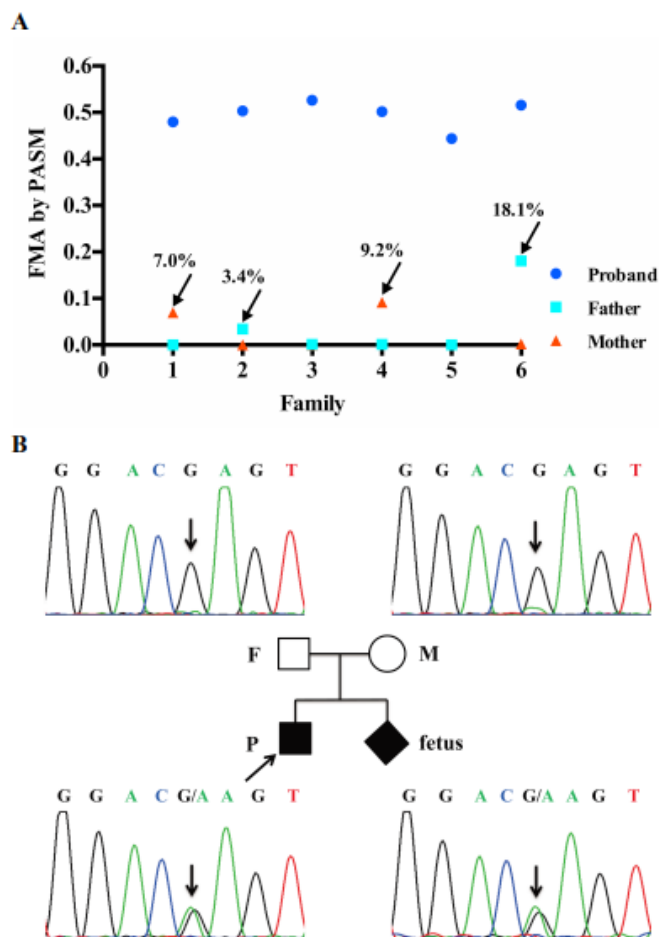 A
FMA by PASM
0.6
0.5
0.4
0.3
0.2
0.1
0.0
7.0%
3.4%
9.2%
18.1%
Proband
Father
Mother
0 1 2 3 4 5 6
Family
B
G G A C G A G T
G G A C G A G T
F
M
P
fetus
G G A C G/A A G T
G G A C G/A A G T